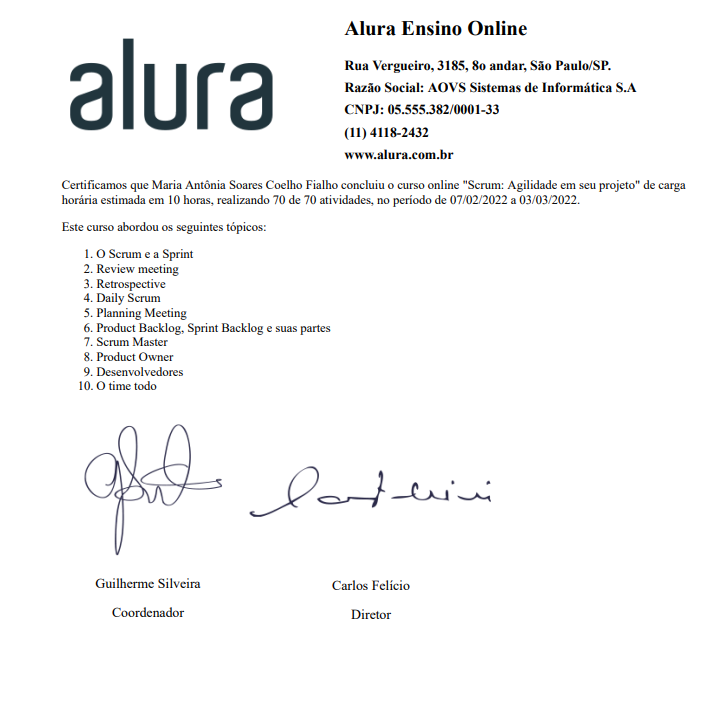 alura
Alura Ensino Online
Rua Vergueiro, 3185, 8o andar, São Paulo/SP.
Razão Social: AOVS Sistemas de Informática S.A
CNPJ: 05.555.382/0001-33
(11) 4118-2432
www.alura.com.br
Certificamos que Maria Antônia Soares Coelho Fialho concluiu o curso online "Scrum: Agilidade em seu projeto" de carga
horária estimada em 10 horas, realizando 70 de 70 atividades, no período de 07/02/2022 a 03/03/2022.
Este curso abordou os seguintes tópicos:
1. O Scrum e a Sprint
2. Review meeting
3. Retrospective
4. Daily Scrum
5. Planning Meeting
6. Product Backlog, Sprint Backlog e suas partes
7. Scrum Master
8. Product Owner
9. Desenvolvedores
10. O time todo
Guilherme Silveira
Carlos Felício
Coordenador
Diretor